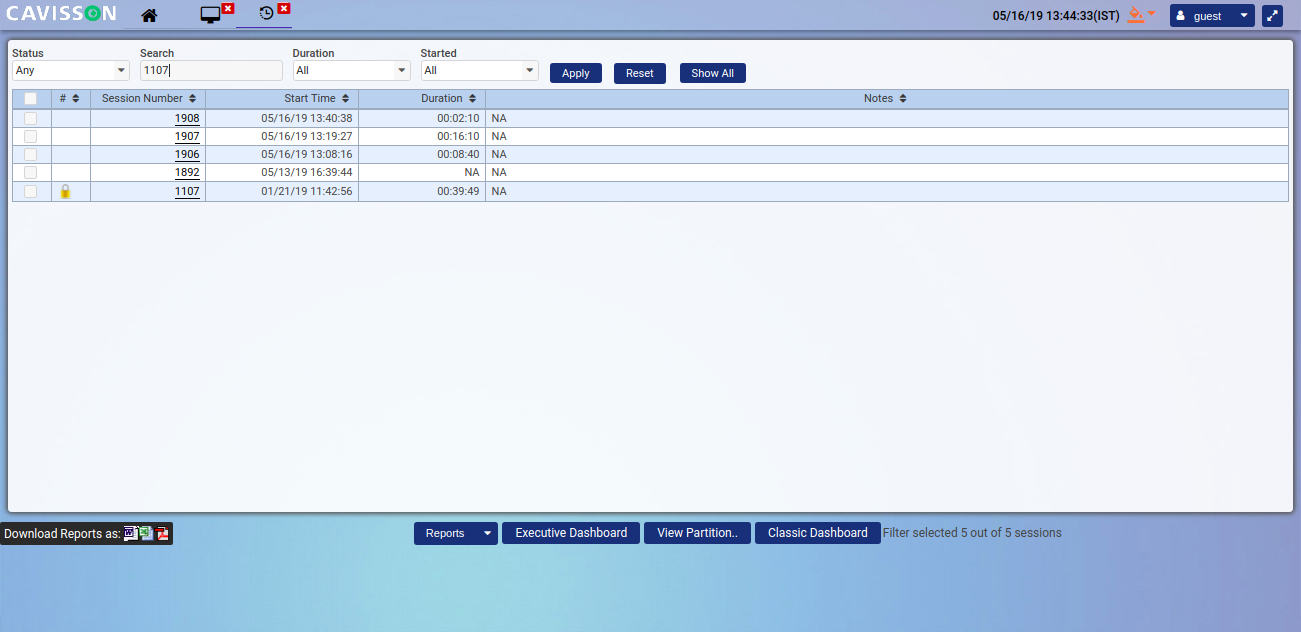 CAVISSON
05/16/19 13:44:33(IST) guest
Status Search Duration Started
Any 1107 All All Apply Reset Show All
# Session Number Start Time Duration Notes
1908 05/16/19 13:40:38 00:02:10 NA
1907 05/16/19 13:19:27 00:16:10 NA
1906 05/16/19 13:08:16 00:08:40 NA
1892 05/13/19 16:39:44 NA NA
1107 01/21/19 11:42:56 00:39:49 NA
Download Reports as: Reports Executive Dashboard View Partition.. Classic Dashboard Filter selected 5 out of 5 sessions